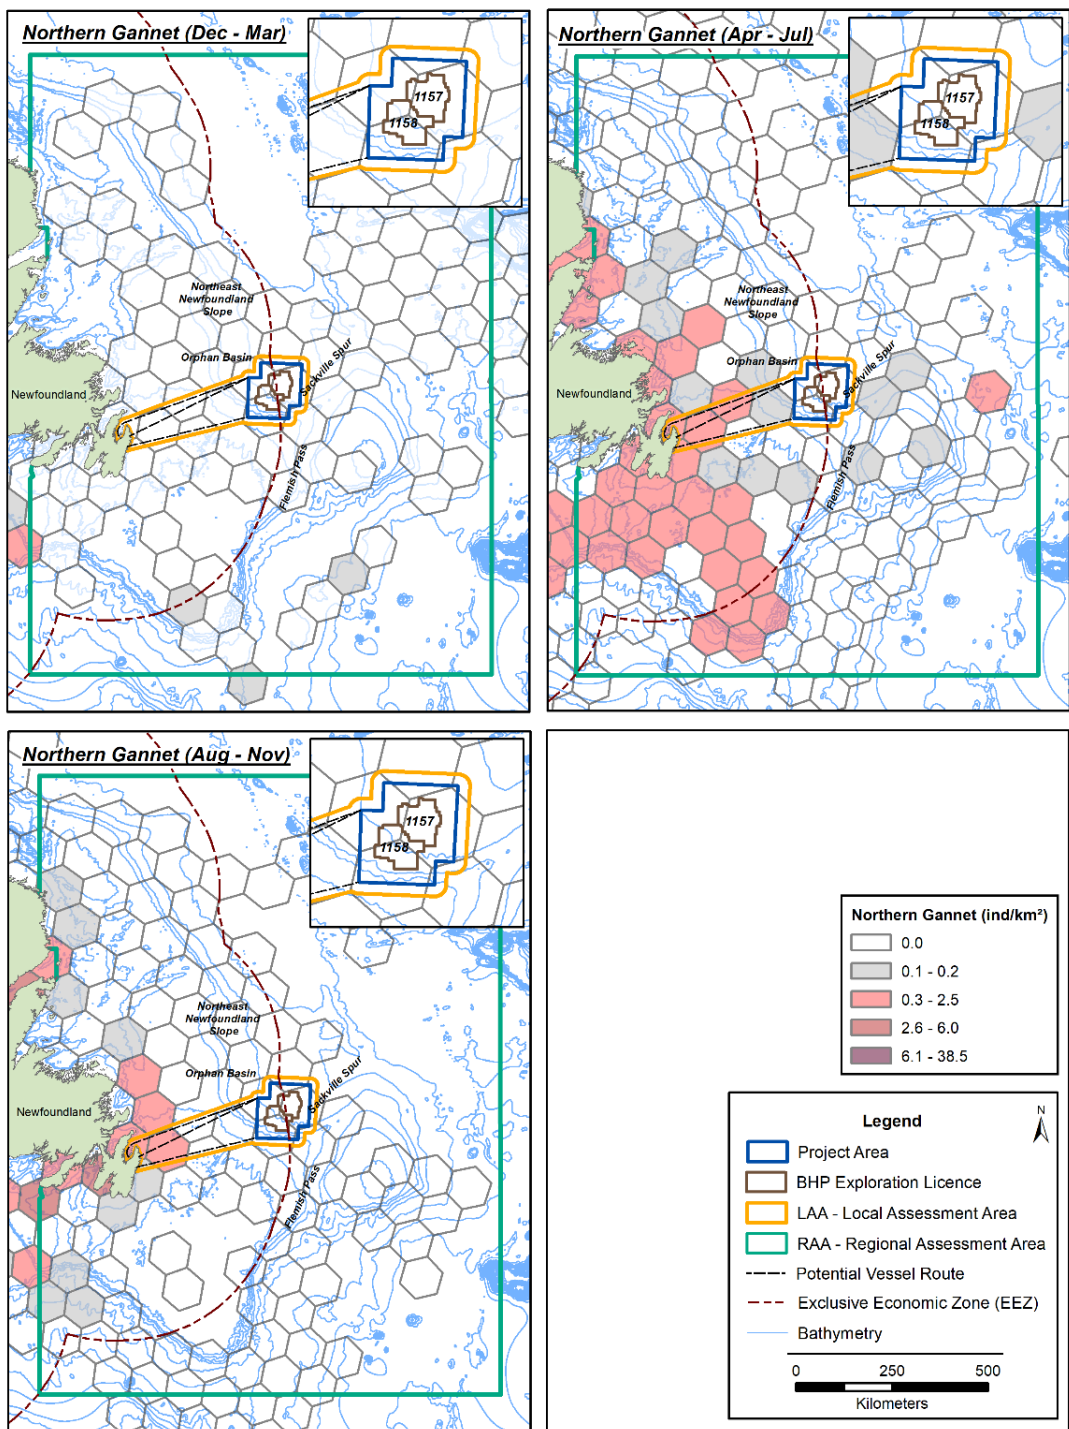 Northern Gannet (Dec - Mar)
1157
1158
Northeast
Newfoundland
Slope
Orphan Basin
Sackville Spur
Newfoundland
Flemish Pass
Northern Gannet (Apr - Jul)
1157
1158
Northeast
Newfoundland
Slope
Orphan Basin
Sackville Spur
Newfoundland
Flemish Pass
Northern Gannet (Aug - Nov)
1157
1158
Northeast
Newfoundland
Slope
Orphan Basin
Sackville Spur
Newfoundland
Flemish Pass
Northern Gannet (ind/km²)
0.0
0.1 - 0.2
0.3 - 2.5
2.6 - 6.0
6.1 - 38.5
Legend
N
Project Area
BHP Exploration Licence
LAA - Local Assessment Area
RAA - Regional Assessment Area
Potential Vessel Route
Exclusive Economic Zone (EEZ)
Bathymetry
0 250 500
Kilometers